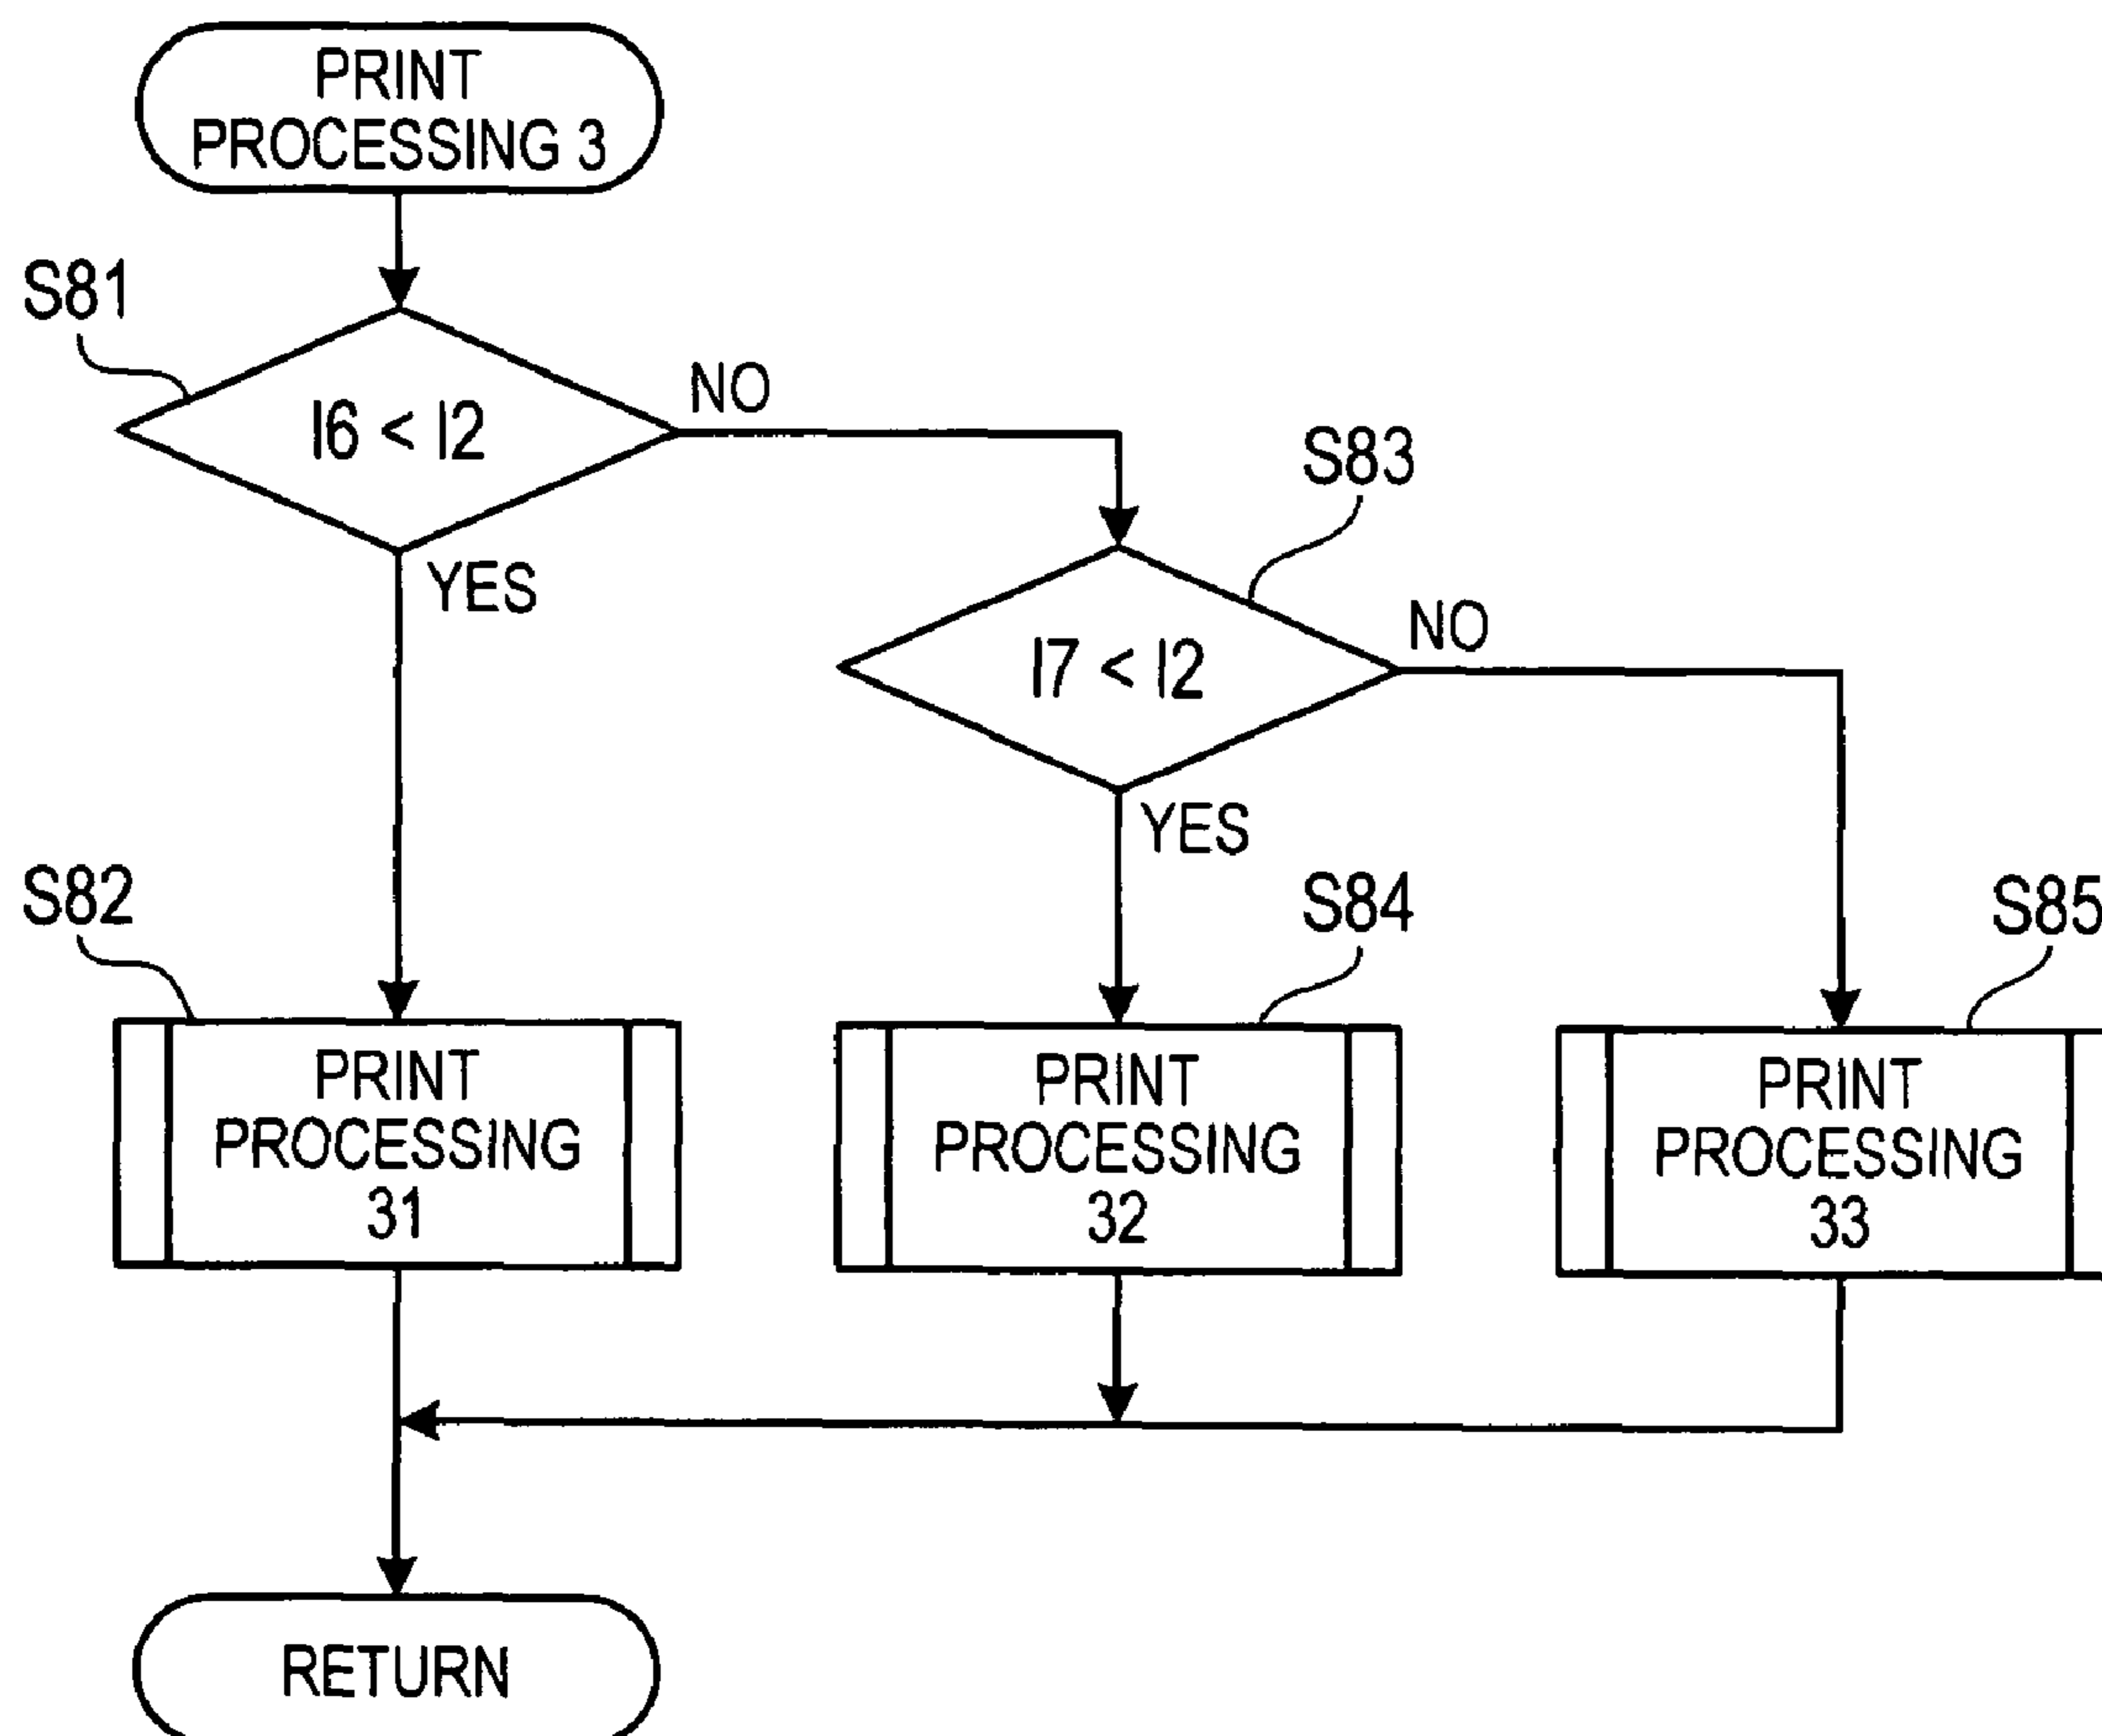 PRINT
PROCESSING 3
S81
I6 < I2
NO
YES
S83
I7 < I2
NO
YES
S82
PRINT
PROCESSING
31
S84
PRINT
PROCESSING
32
S85
PRINT
PROCESSING
33
RETURN